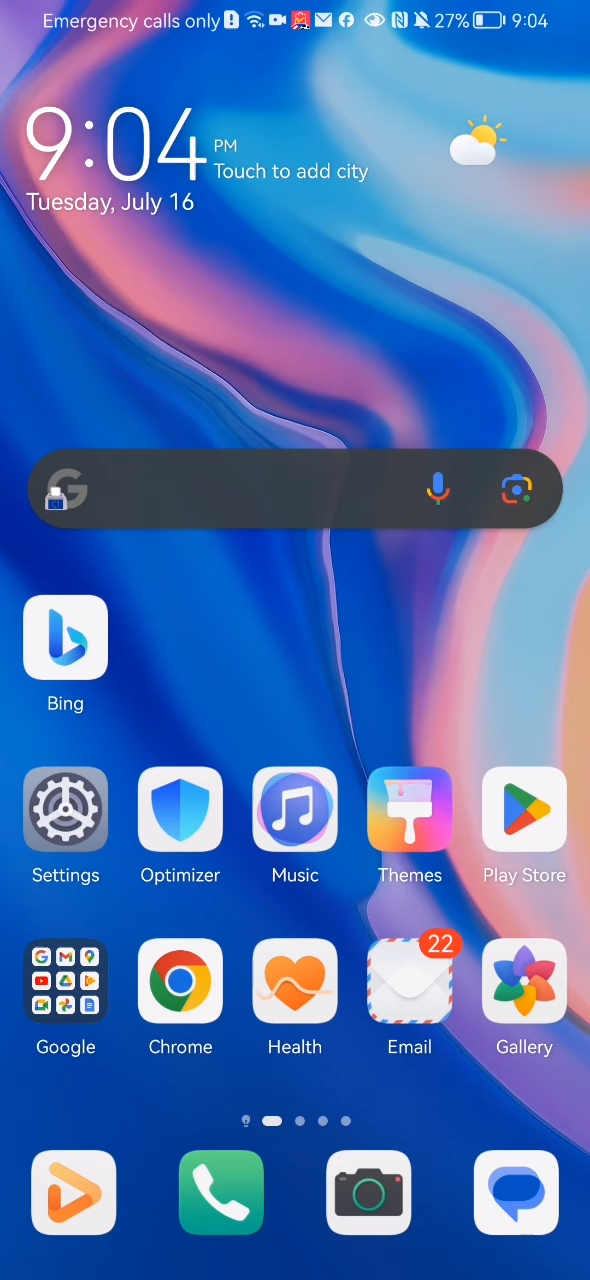 Emergency calls only 27% 9:04
9:04 PM
Touch to add city
Tuesday, July 16
Bing
Settings Optimizer Music Themes Play Store
22
Google Chrome Health Email Gallery